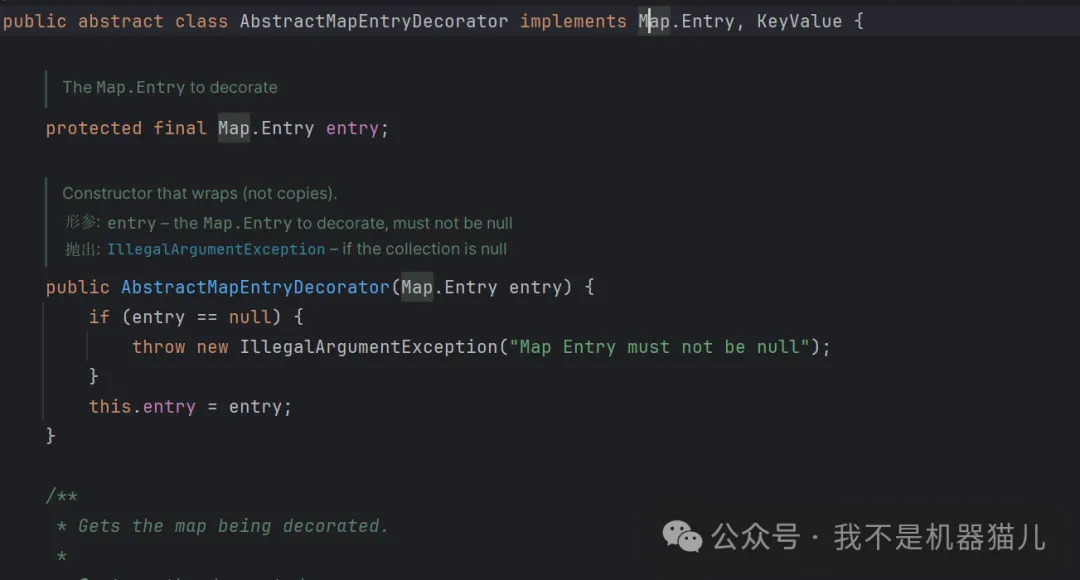 public abstract class AbstractMapEntryDecorator implements Map.Entry, KeyValue {
The Map.Entry to decorate
protected final Map.Entry entry;
Constructor that wraps (not copies).
形参: entry – the Map.Entry to decorate, must not be null
抛出: IllegalArgumentException – if the collection is null
public AbstractMapEntryDecorator(Map.Entry entry) {
if (entry == null) {
throw new IllegalArgumentException("Map Entry must not be null");
}
this.entry = entry;
}
/**
* Gets the map being decorated.
*
公众号 · 我不是机器猫儿